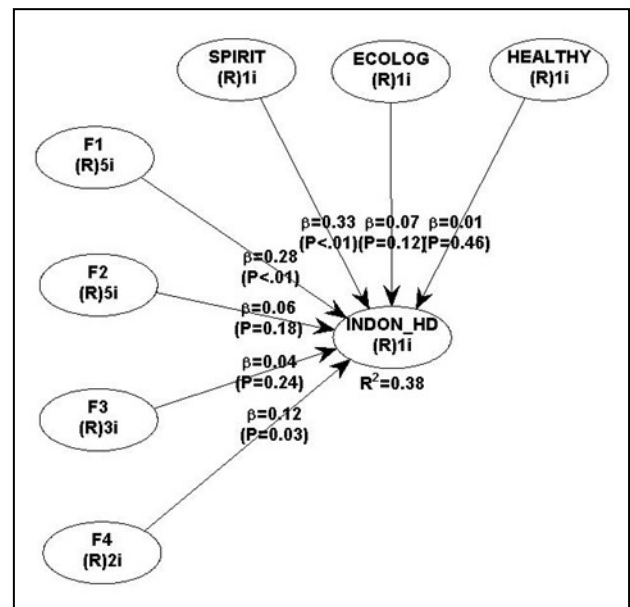 SPIRIT
(R)1i
ECOLOG
(R)1i
HEALTHY
(R)1i
F1
(R)5i
β=0.33
(P<.01)
β=0.07
(P=0.12)
β=0.01
(P=0.46)
β=0.28
(P<.01)
F2
(R)5i
β=0.06
(P=0.18)
INDON_HD
(R)1i
R²=0.38
β=0.04
(P=0.24)
F3
(R)3i
β=0.12
(P=0.03)
F4
(R)2i